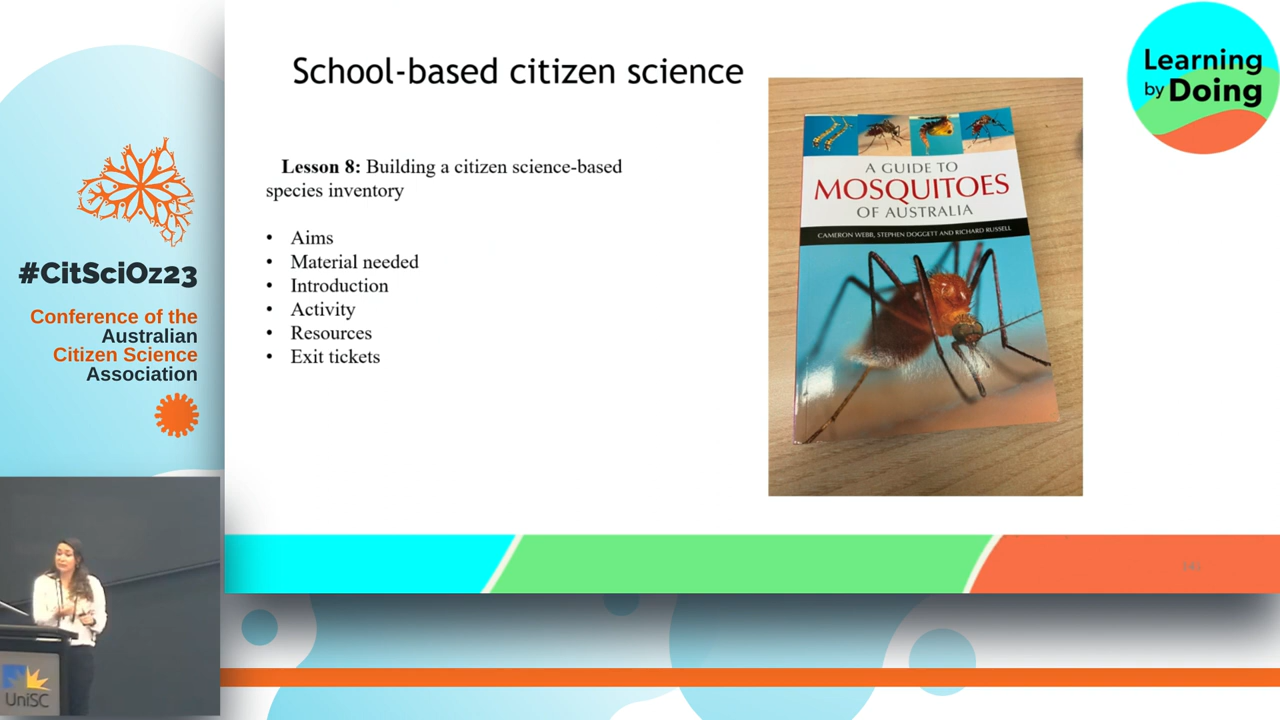 School-based citizen science
Learning
by Doing
Lesson 8: Building a citizen science-based
species inventory
• Aims
• Material needed
• Introduction
• Activity
• Resources
• Exit tickets
A GUIDE TO
MOSQUITOES
OF AUSTRALIA
CAMERON WEBB, STEPHEN DOGGETT AND RICHARD RUSSELL
#CitSciOz23
Conference of the
Australian
Citizen Science
Association
UniSC